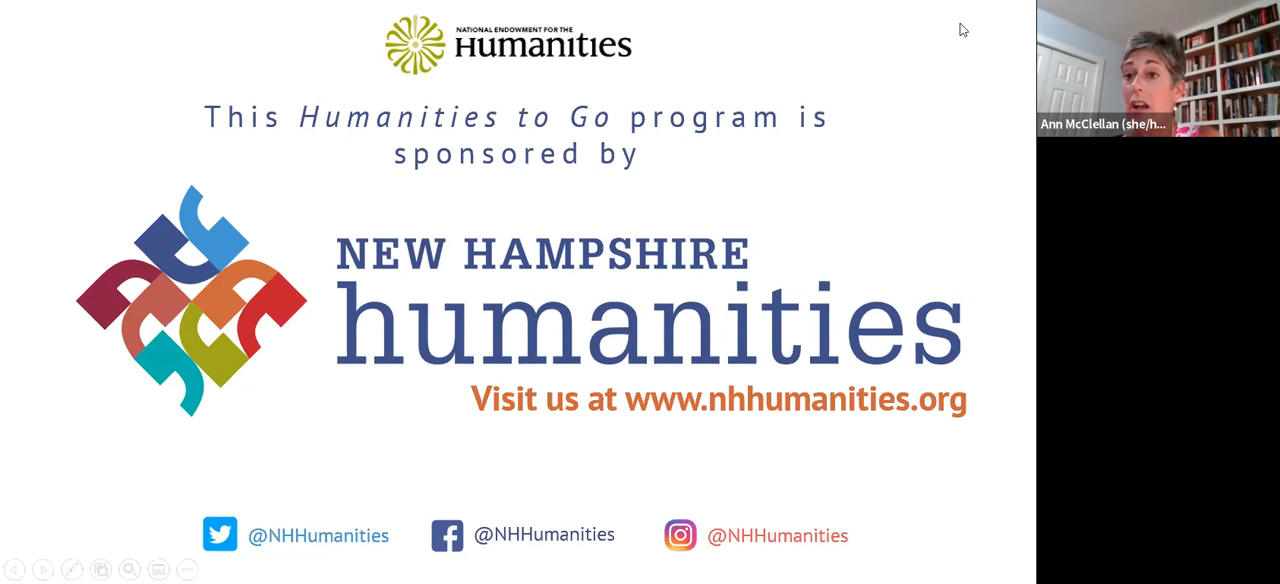 NATIONAL ENDOWMENT FOR THE
Humanities
This Humanities to Go program is
sponsored by
NEW HAMPSHIRE
humanities
Visit us at www.nhhumanities.org
@NHHumanities
@NHHumanities
@NHHumanities
Ann McClellan (she/h...